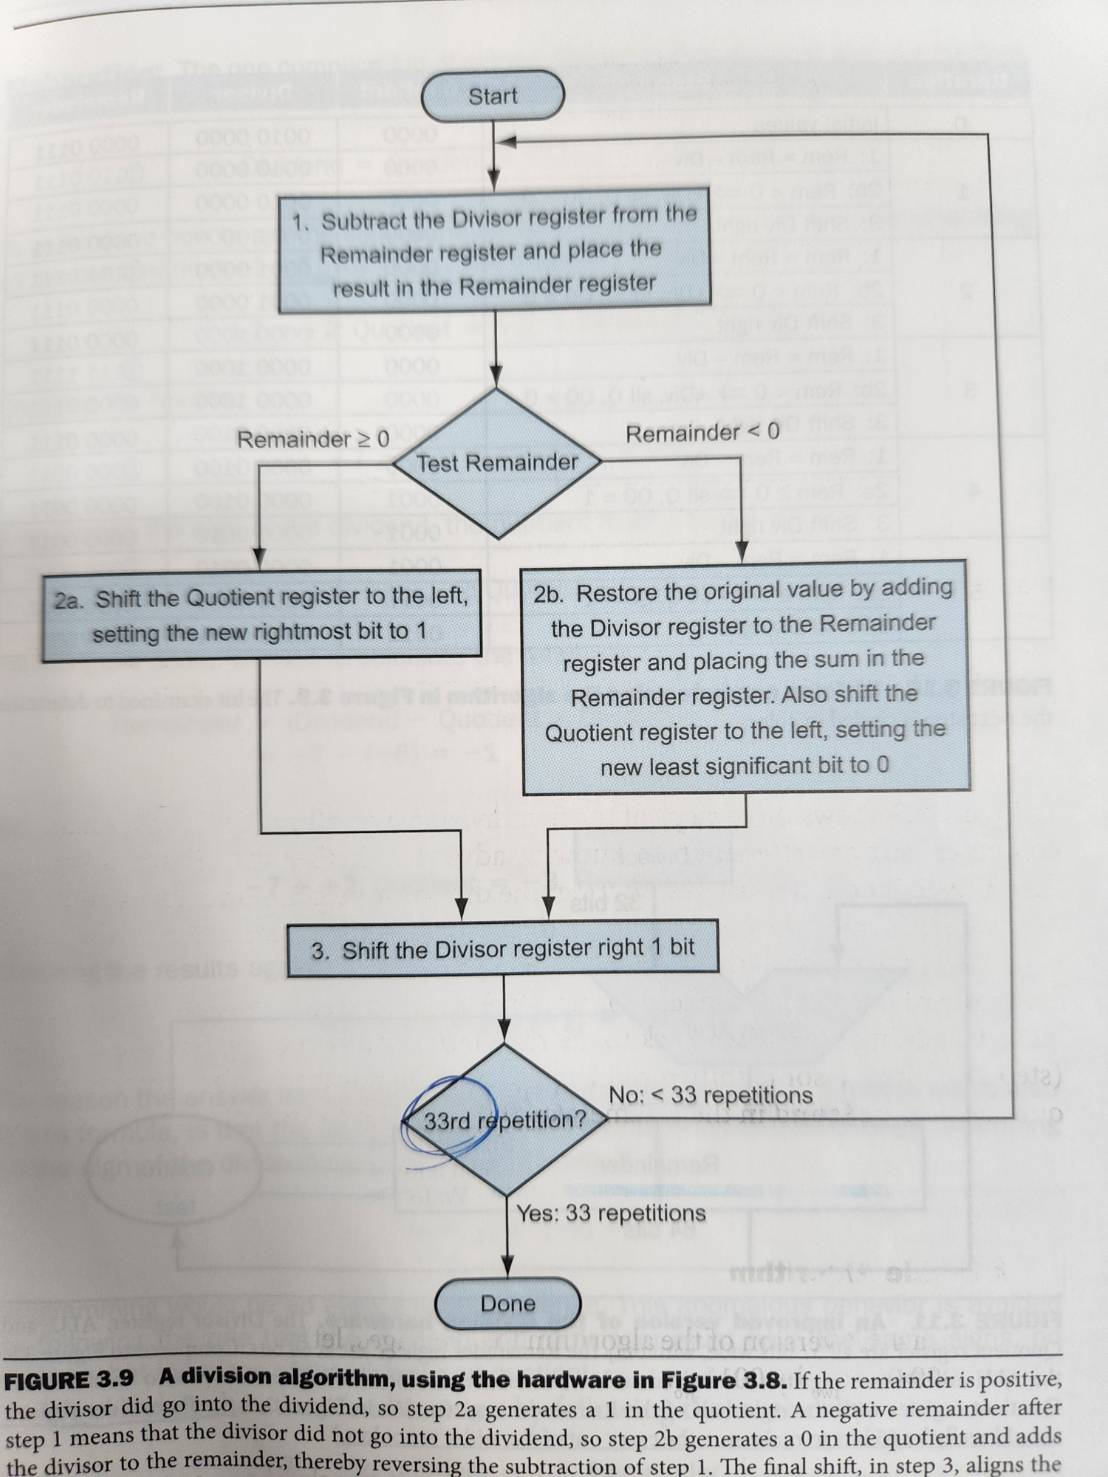 Start
1. Subtract the Divisor register from the
Remainder register and place the
result in the Remainder register
Remainder ≥ 0
Remainder < 0
Test Remainder
2a. Shift the Quotient register to the left,
setting the new rightmost bit to 1
2b. Restore the original value by adding
the Divisor register to the Remainder
register and placing the sum in the
Remainder register. Also shift the
Quotient register to the left, setting the
new least significant bit to 0
3. Shift the Divisor register right 1 bit
33rd repetition?
No: < 33 repetitions
Yes: 33 repetitions
Done
FIGURE 3.9 A division algorithm, using the hardware in Figure 3.8. If the remainder is positive,
the divisor did go into the dividend, so step 2a generates a 1 in the quotient. A negative remainder after
step 1 means that the divisor did not go into the dividend, so step 2b generates a 0 in the quotient and adds
the divisor to the remainder, thereby reversing the subtraction of step 1. The final shift, in step 3, aligns the